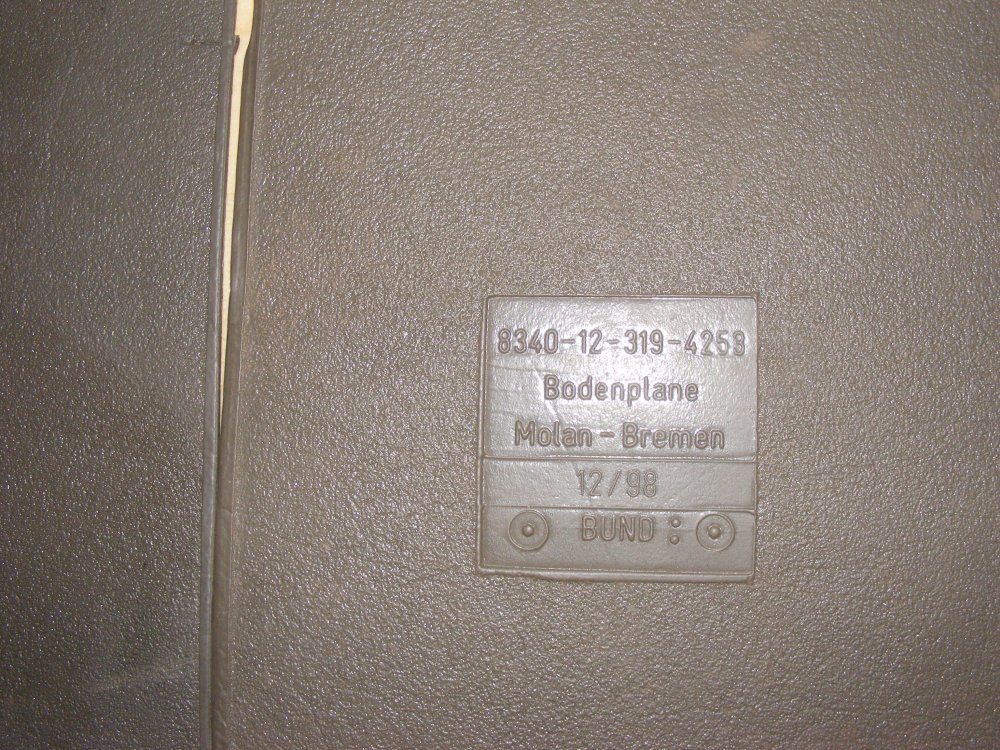 8340-12-319-4253
Bodenplane
Molan - Bremen
12/98
BUND :